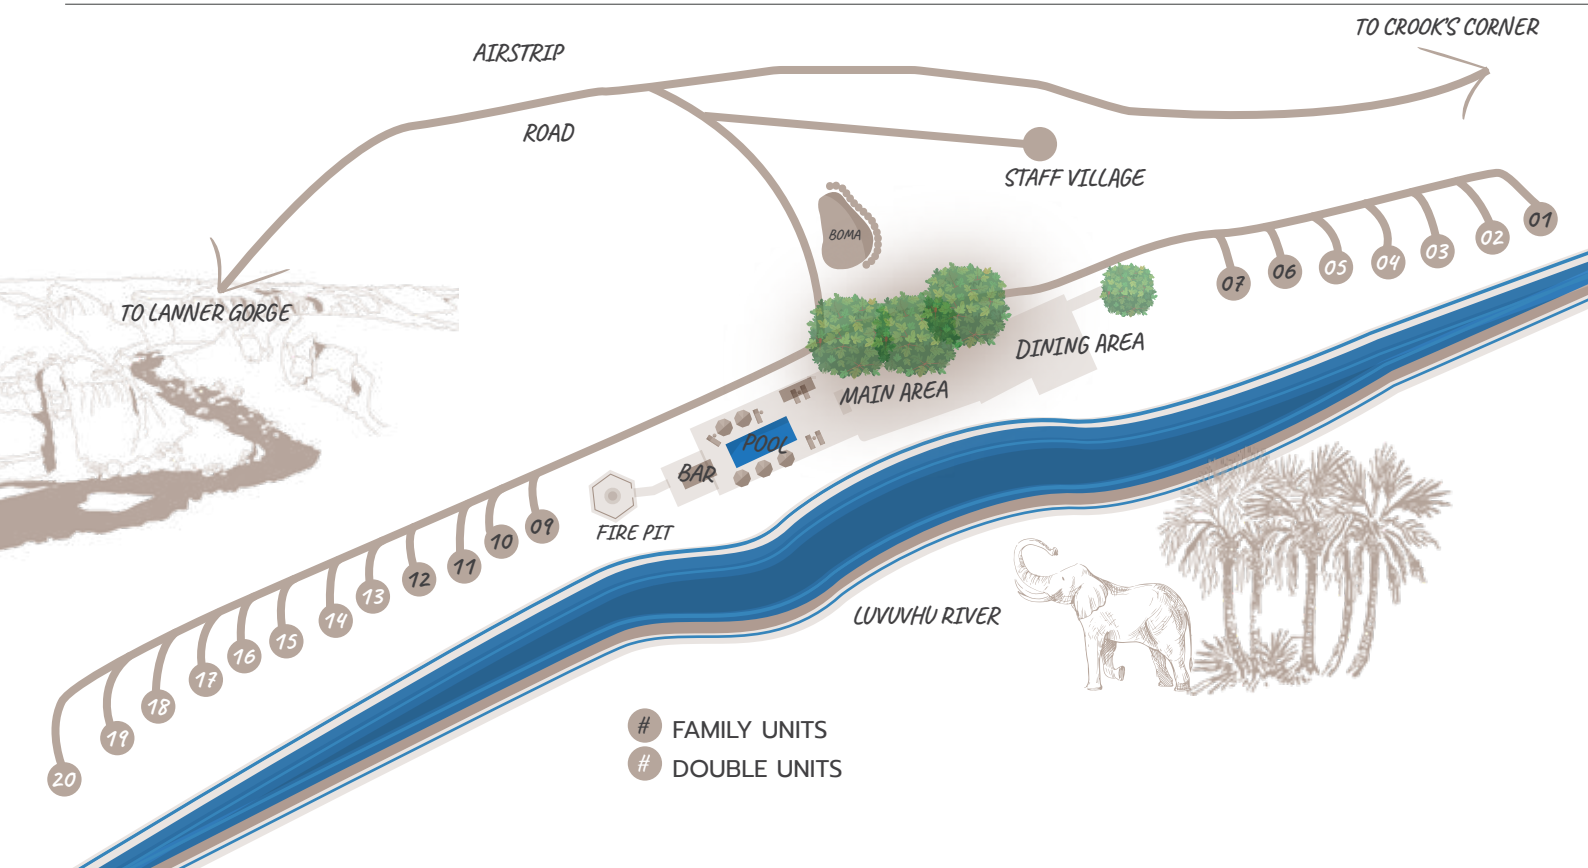 TO CROOK'S CORNER
AIRSTRIP
ROAD
STAFF VILLAGE
BOMA
TO LANNER GORGE
01
02
03
04
05
06
07
DINING AREA
MAIN AREA
POOL
BAR
FIRE PIT
09
10
11
12
13
14
15
16
17
18
19
20
LUVUVHU RIVER
# FAMILY UNITS
# DOUBLE UNITS